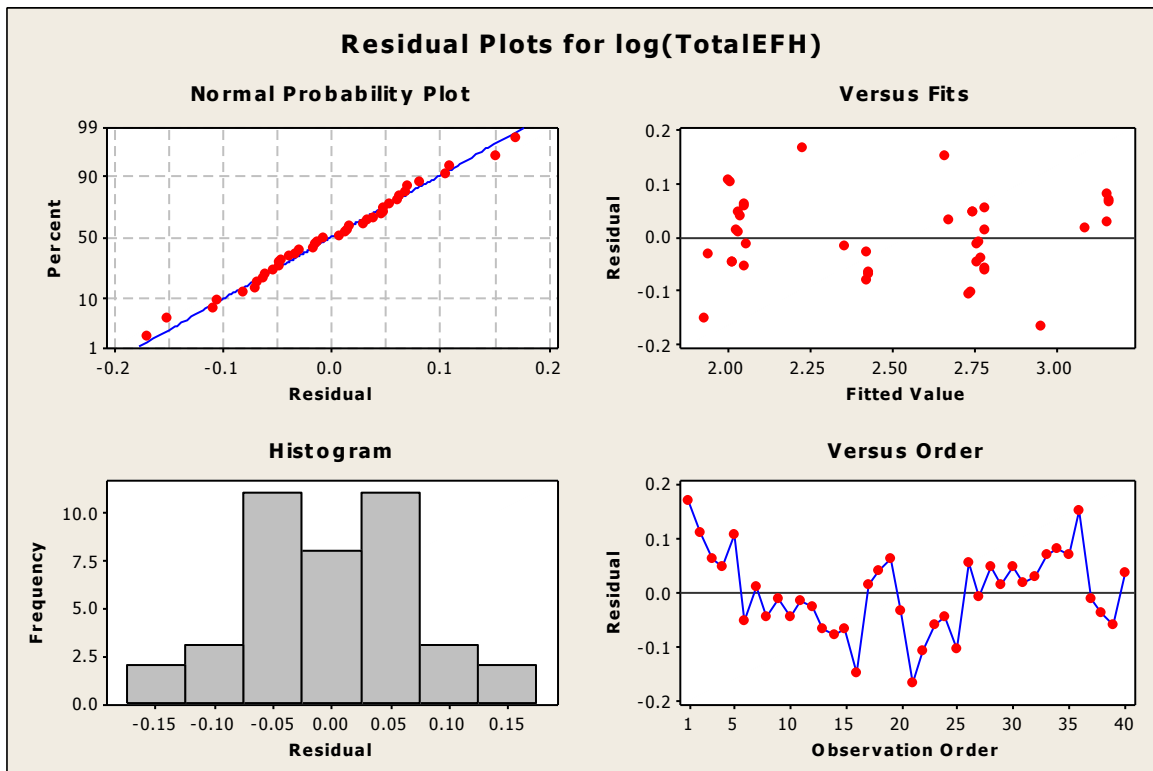 Residual Plots for log(TotalEFH)
Normal Probability Plot
99
90
50
10
1
Percent
-0.2 -0.1 0.0 0.1 0.2
Residual
Versus Fits
0.2
0.1
0.0
-0.1
-0.2
Residual
2.00 2.25 2.50 2.75 3.00
Fitted Value
Histogram
10.0
7.5
5.0
2.5
0.0
Frequency
-0.15 -0.10 -0.05 0.00 0.05 0.10 0.15
Residual
Versus Order
0.2
0.1
0.0
-0.1
-0.2
Residual
1 5 10 15 20 25 30 35 40
Observation Order